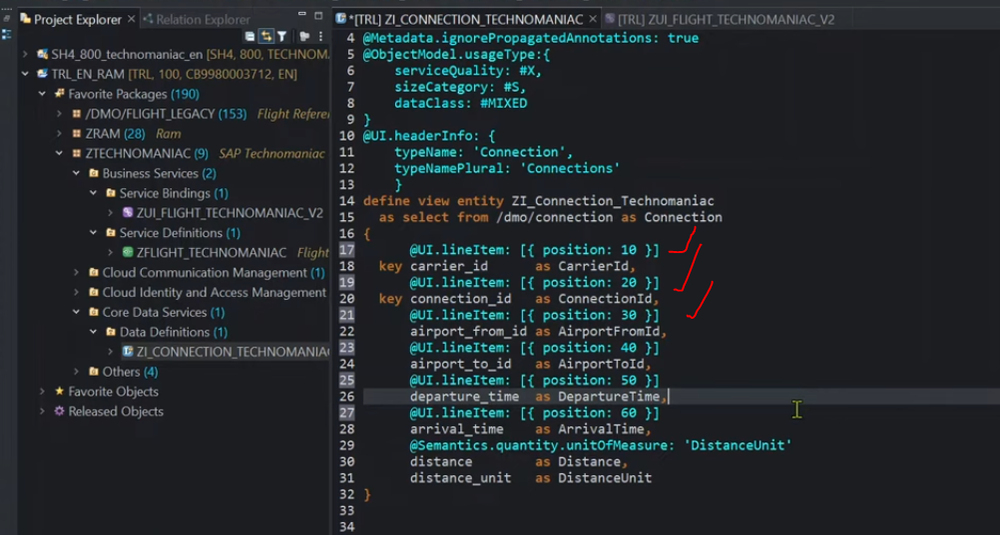 Project Explorer
Relation Explorer
SH4_800_technomaniac_en [SH4, 800, TECHNOM
TRL_EN_RAM [TRL, 100, CB9980003712, EN]
Favorite Packages (190)
/DMO/FLIGHT_LEGACY (153) Flight Refere
ZRAM (28) Ram
ZTECHNOMANIAC (9) SAP Technomaniac
Business Services (2)
Service Bindings (1)
ZUI_FLIGHT_TECHNOMANIAC_V2
Service Definitions (1)
ZFLIGHT_TECHNOMANIAC Flight
Cloud Communication Management (1)
Cloud Identity and Access Management
Core Data Services (1)
Data Definitions (1)
ZI_CONNECTION_TECHNOMANIAC
Others (4)
Favorite Objects
Released Objects
*[TRL] ZI_CONNECTION_TECHNOMANIAC
[TRL] ZUI_FLIGHT_TECHNOMANIAC_V2
4 @Metadata.ignorePropagatedAnnotations: true
5 @ObjectModel.usageType:{
6 serviceQuality: #X,
7 sizeCategory: #S,
8 dataClass: #MIXED
9 }
10 @UI.headerInfo: {
11 typeName: 'Connection',
12 typeNamePlural: 'Connections'
13 }
14 define view entity ZI_Connection_Technomaniac
15 as select from /dmo/connection as Connection
16 {
17 @UI.lineItem: [{ position: 10 }]
18 key carrier_id as CarrierId,
19 @UI.lineItem: [{ position: 20 }]
20 key connection_id as ConnectionId,
21 @UI.lineItem: [{ position: 30 }]
22 airport_from_id as AirportFromId,
23 @UI.lineItem: [{ position: 40 }]
24 airport_to_id as AirportToId,
25 @UI.lineItem: [{ position: 50 }]
26 departure_time as DepartureTime,
27 @UI.lineItem: [{ position: 60 }]
28 arrival_time as ArrivalTime,
29 @Semantics.quantity.unitOfMeasure: 'DistanceUnit'
30 distance as Distance,
31 distance_unit as DistanceUnit
32 }
33
34